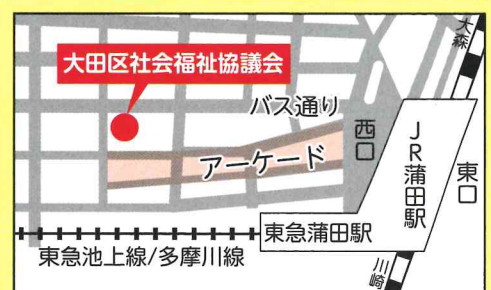 大森
大田区社会福祉協議会
バス通り
西口
JR蒲田駅
東口
アーケード
東急蒲田駅
東急池上線/多摩川線
川崎